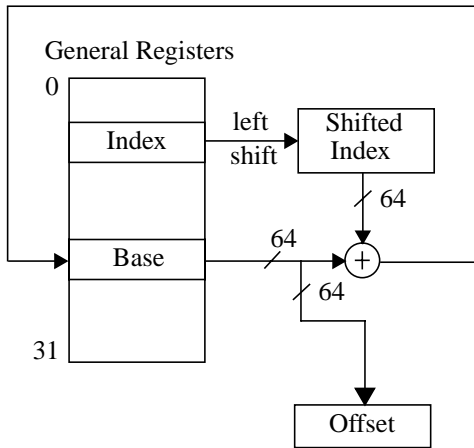 General Registers
0
Index
left
shift
Shifted
Index
64
Base
64
+
64
31
Offset